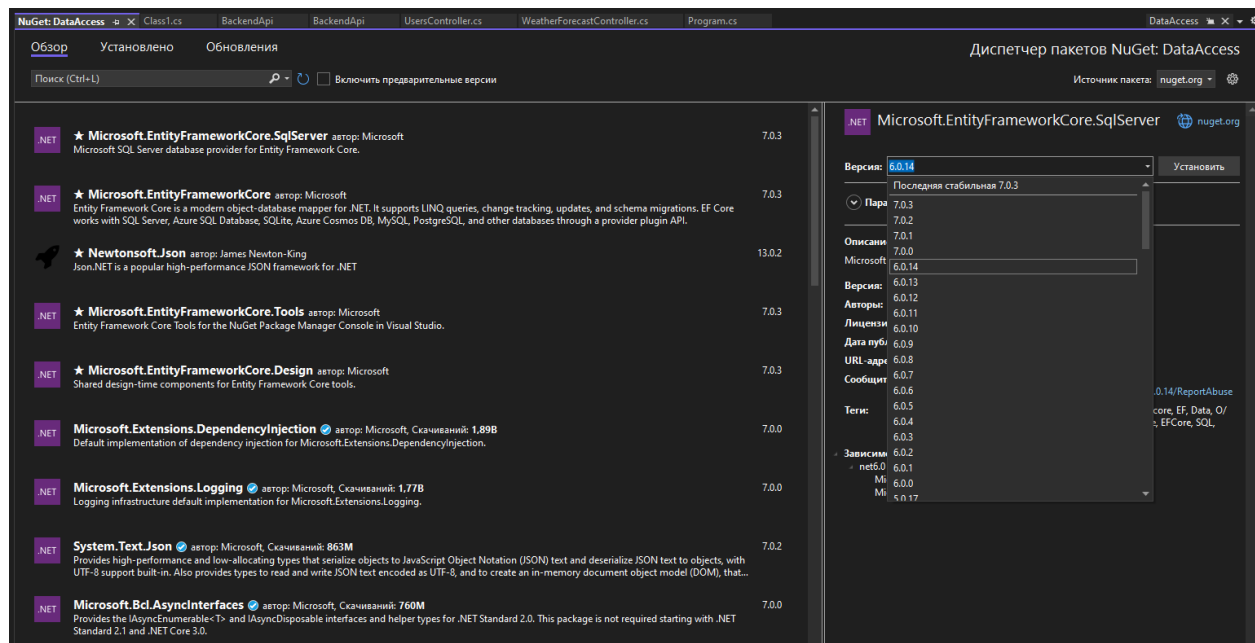 NuGet: DataAccess
Class1.cs
BackendApi
BackendApi
UsersController.cs
WeatherForecastController.cs
Program.cs
DataAccess
Обзор
Установлено
Обновления
Диспетчер пакетов NuGet: DataAccess
Поиск (Ctrl+L)
Включить предварительные версии
Источник пакета: nuget.org
.NET
★ Microsoft.EntityFrameworkCore.SqlServer автор: Microsoft
7.0.3
Microsoft SQL Server database provider for Entity Framework Core.
.NET
★ Microsoft.EntityFrameworkCore автор: Microsoft
7.0.3
Entity Framework Core is a modern object-database mapper for .NET. It supports LINQ queries, change tracking, updates, and schema migrations. EF Core
works with SQL Server, Azure SQL Database, SQLite, Azure Cosmos DB, MySQL, PostgreSQL, and other databases through a provider plugin API.
★ Newtonsoft.Json автор: James Newton-King
13.0.2
Json.NET is a popular high-performance JSON framework for .NET
.NET
★ Microsoft.EntityFrameworkCore.Tools автор: Microsoft
7.0.3
Entity Framework Core Tools for the NuGet Package Manager Console in Visual Studio.
.NET
★ Microsoft.EntityFrameworkCore.Design автор: Microsoft
7.0.3
Shared design-time components for Entity Framework Core tools.
.NET
Microsoft.Extensions.DependencyInjection автор: Microsoft, Скачиваний: 1,89B
7.0.0
Default implementation of dependency injection for Microsoft.Extensions.DependencyInjection.
.NET
Microsoft.Extensions.Logging автор: Microsoft, Скачиваний: 1,77B
7.0.0
Logging infrastructure default implementation for Microsoft.Extensions.Logging.
.NET
System.Text.Json автор: Microsoft, Скачиваний: 863M
7.0.2
Provides high-performance and low-allocating types that serialize objects to JavaScript Object Notation (JSON) text and deserialize JSON text to objects, with
UTF-8 support built-in. Also provides types to read and write JSON text encoded as UTF-8, and to create an in-memory document object model (DOM), that...
.NET
Microsoft.Bcl.AsyncInterfaces автор: Microsoft, Скачиваний: 760M
7.0.0
Provides the IAsyncEnumerable<T> and IAsyncDisposable interfaces and helper types for .NET Standard 2.0. This package is not required starting with .NET
Standard 2.1 and .NET Core 3.0.
.NET
Microsoft.EntityFrameworkCore.SqlServer
nuget.org
Версия: 6.0.14
Установить
Последняя стабильная 7.0.3
7.0.3
7.0.2
7.0.1
7.0.0
6.0.14
6.0.13
6.0.12
6.0.11
6.0.10
6.0.9
6.0.8
6.0.7
6.0.6
6.0.5
6.0.4
6.0.3
6.0.2
6.0.1
6.0.0
5.0.17
Пара
Описани
Microsoft
Версия:
Авторы:
Лицензи
Дата публ
URL-адре
Сообщит
.0.14/ReportAbuse
Теги:
core, EF, Data, O/
e, EFCore, SQL,
Зависим
net6.0
Mi
Mi